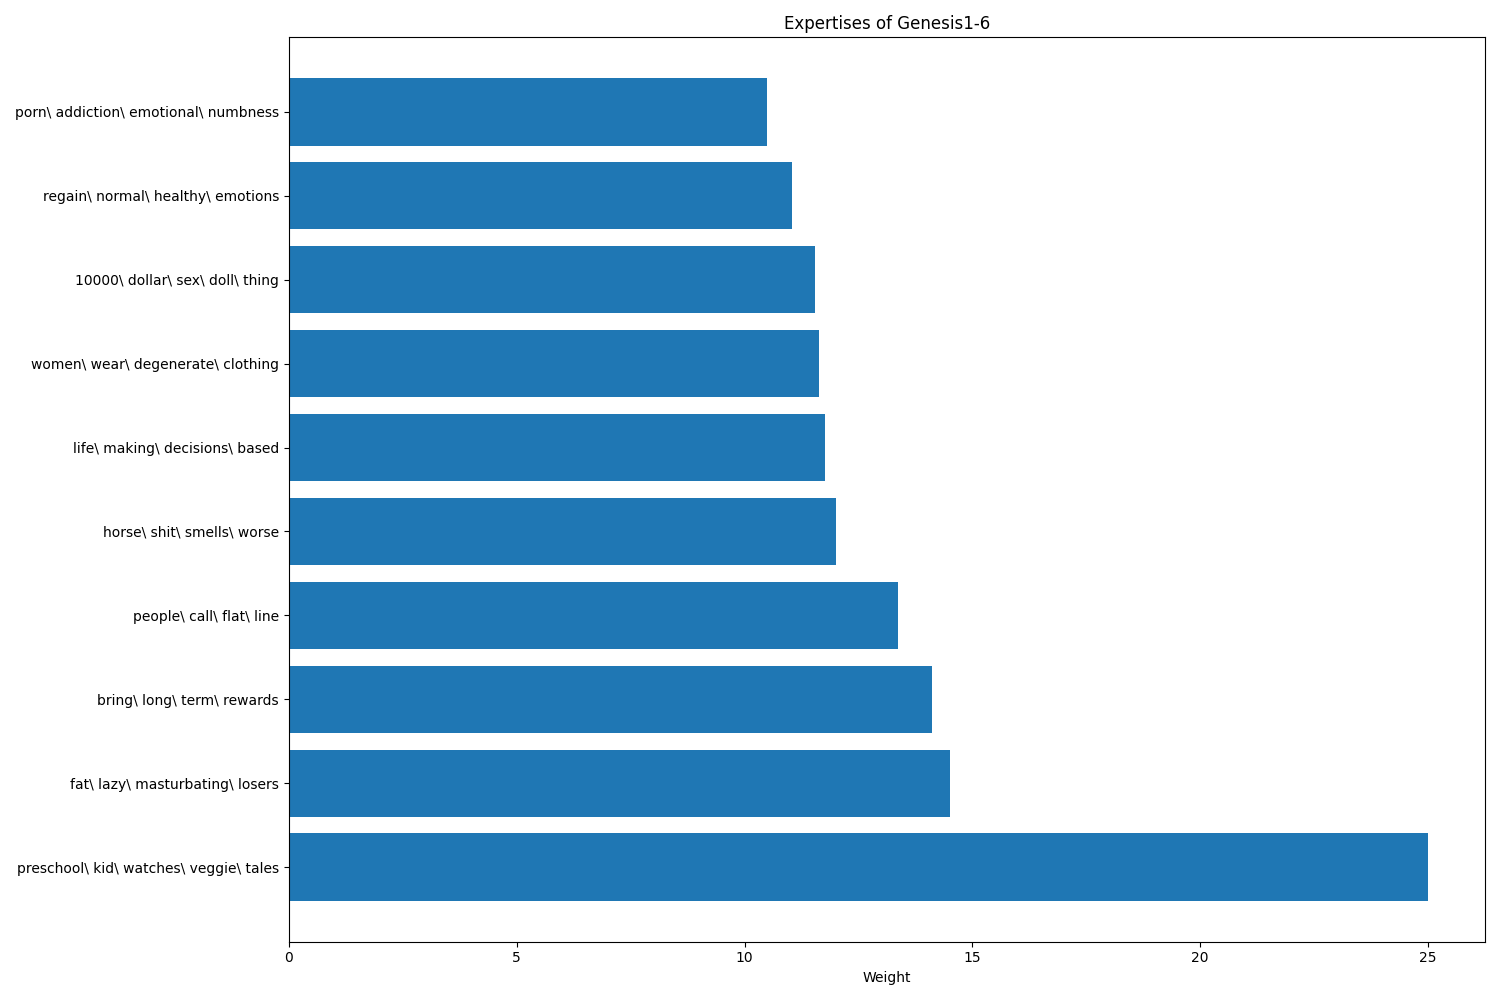 Expertises of Genesis1-6
porn\ addiction\ emotional\ numbness
regain\ normal\ healthy\ emotions
10000\ dollar\ sex\ doll\ thing
women\ wear\ degenerate\ clothing
life\ making\ decisions\ based
horse\ shit\ smells\ worse
people\ call\ flat\ line
bring\ long\ term\ rewards
fat\ lazy\ masturbating\ losers
preschool\ kid\ watches\ veggie\ tales
0 5 10 15 20 25
Weight